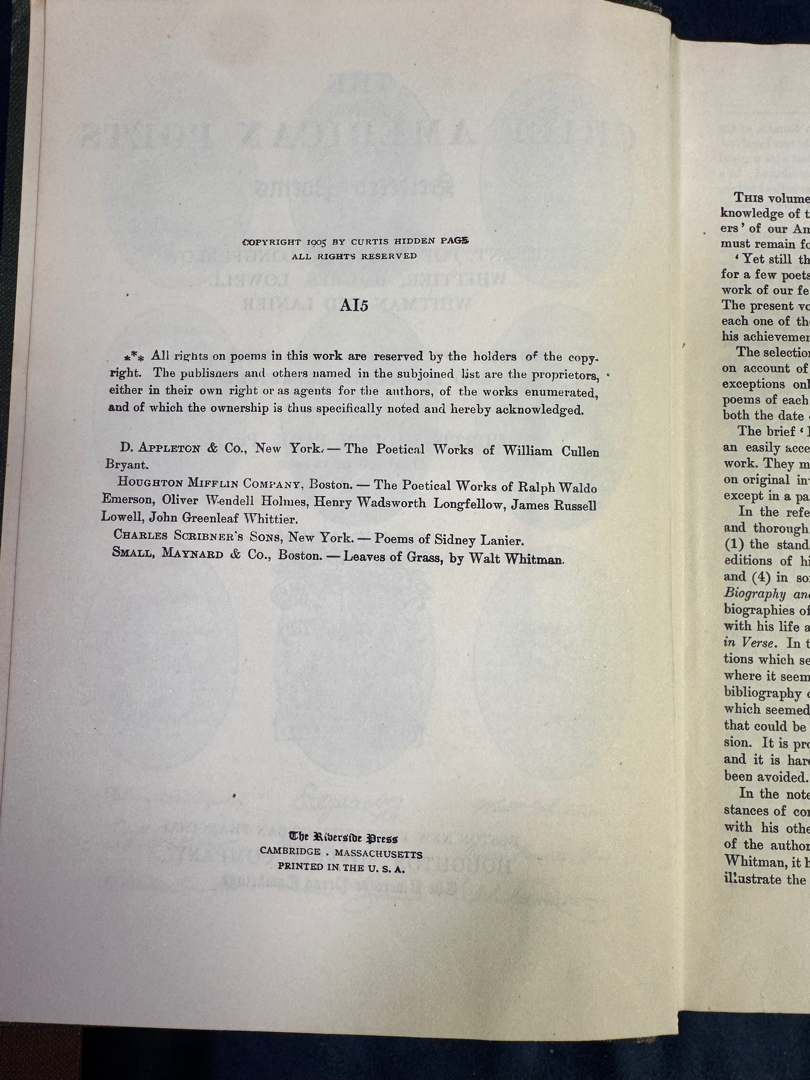 COPYRIGHT 1905 BY CURTIS HIDDEN PAGE
ALL RIGHTS RESERVED
AI5
*** All rights on poems in this work are reserved by the holders of the copy-
right. The publishers and others named in the subjoined list are the proprietors,
either in their own right or as agents for the authors, of the works enumerated,
and of which the ownership is thus specifically noted and hereby acknowledged.
D. APPLETON & Co., New York. — The Poetical Works of William Cullen
Bryant.
HOUGHTON MIFFLIN COMPANY, Boston. — The Poetical Works of Ralph Waldo
Emerson, Oliver Wendell Holmes, Henry Wadsworth Longfellow, James Russell
Lowell, John Greenleaf Whittier.
CHARLES SCRIBNER'S SONS, New York. — Poems of Sidney Lanier.
SMALL, MAYNARD & Co., Boston. — Leaves of Grass, by Walt Whitman.
The Riverside Press
CAMBRIDGE . MASSACHUSETTS
PRINTED IN THE U. S. A.
THIS volume
knowledge of t
ers' of our Am
must remain fo
'Yet still th
for a few poets
work of our fe
The present vo
each one of th
his achievemen
The selection
on account of
exceptions onl
poems of each
both the date
The brief '
an easily acce
work. They m
on original in
except in a pa
In the refe
and thorough
(1) the stand
editions of hi
and (4) in so
Biography an
biographies of
with his life a
in Verse. In t
tions which se
where it seem
bibliography
which seemed
that could be
sion. It is pro
and it is har
been avoided.
In the note
stances of co
with his othe
of the author
Whitman, it h
illustrate the